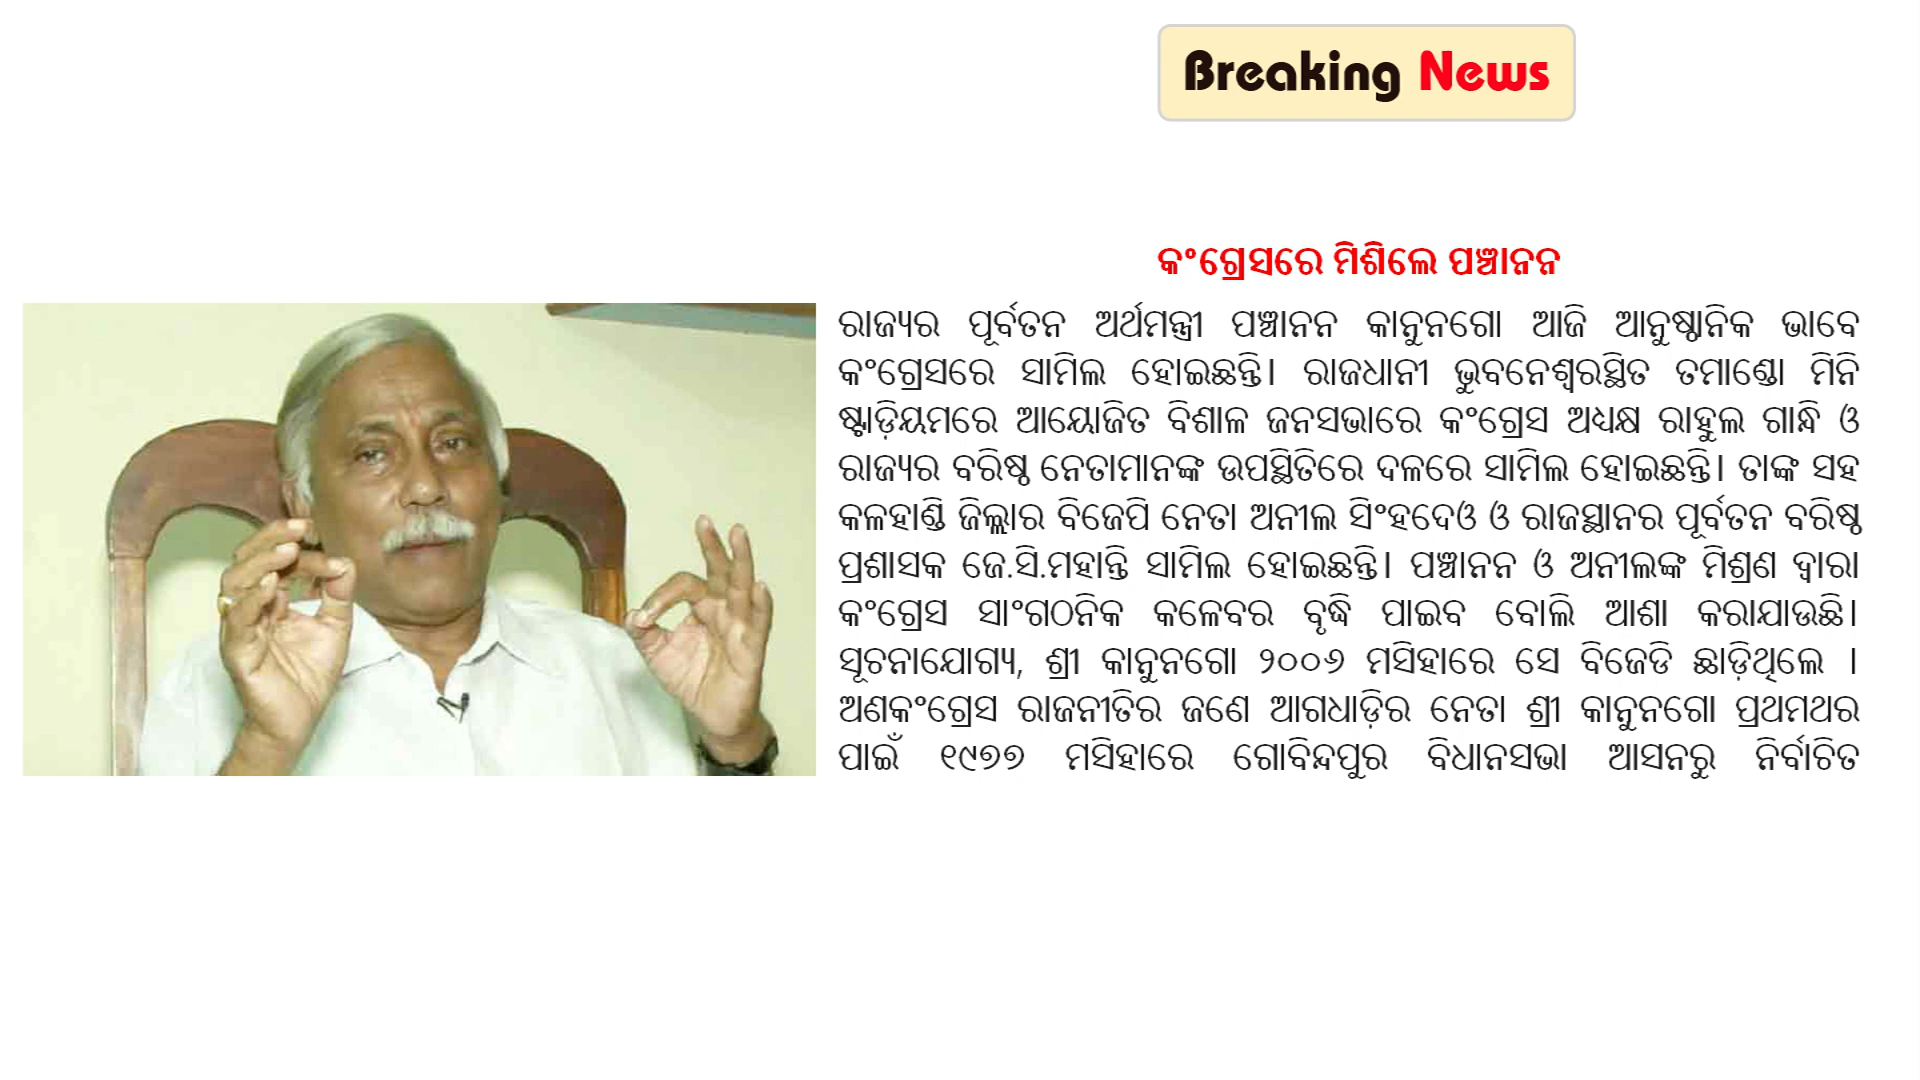 Breaking News
କଂଗ୍ରେସରେ ମିଶିଲେ ପଞ୍ଚାନନ
ରାଜ୍ୟର ପୂର୍ବତନ ଅର୍ଥମନ୍ତ୍ରୀ ପଞ୍ଚାନନ କାନୁନଗୋ ଆଜି ଆନୁଷ୍ଠାନିକ ଭାବେ
କଂଗ୍ରେସରେ ସାମିଲ ହୋଇଛନ୍ତି। ରାଜଧାନୀ ଭୁବନେଶ୍ୱରସ୍ଥିତ ତମାଣ୍ଡୋ ମିନି
ଷ୍ଟାଡ଼ିୟମରେ ଆୟୋଜିତ ବିଶାଳ ଜନସଭାରେ କଂଗ୍ରେସ ଅଧ୍ୟକ୍ଷ ରାହୁଲ ଗାନ୍ଧି ଓ
ରାଜ୍ୟର ବରିଷ୍ଠ ନେତାମାନଙ୍କ ଉପସ୍ଥିତିରେ ଦଳରେ ସାମିଲ ହୋଇଛନ୍ତି। ତାଙ୍କ ସହ
କଳହାଣ୍ଡି ଜିଲ୍ଲାର ବିଜେପି ନେତା ଅନୀଲ ସିଂହଦେଓ ଓ ରାଜସ୍ଥାନର ପୂର୍ବତନ ବରିଷ୍ଠ
ପ୍ରଶାସକ ଜେ.ସି.ମହାନ୍ତି ସାମିଲ ହୋଇଛନ୍ତି। ପଞ୍ଚାନନ ଓ ଅନୀଲଙ୍କ ମିଶ୍ରଣ ଦ୍ୱାରା
କଂଗ୍ରେସ ସାଂଗଠନିକ କଳେବର ବୃଦ୍ଧି ପାଇବ ବୋଲି ଆଶା କରାଯାଉଛି।
ସୂଚନାଯୋଗ୍ୟ, ଶ୍ରୀ କାନୁନଗୋ ୨୦୦୬ ମସିହାରେ ସେ ବିଜେଡି ଛାଡ଼ିଥିଲେ ।
ଅଣକଂଗ୍ରେସ ରାଜନୀତିର ଜଣେ ଆଗଧାଡ଼ିର ନେତା ଶ୍ରୀ କାନୁନଗୋ ପ୍ରଥମଥର
ପାଇଁ ୧୯୭୭ ମସିହାରେ ଗୋବିନ୍ଦପୁର ବିଧାନସଭା ଆସନରୁ ନିର୍ବାଚିତ